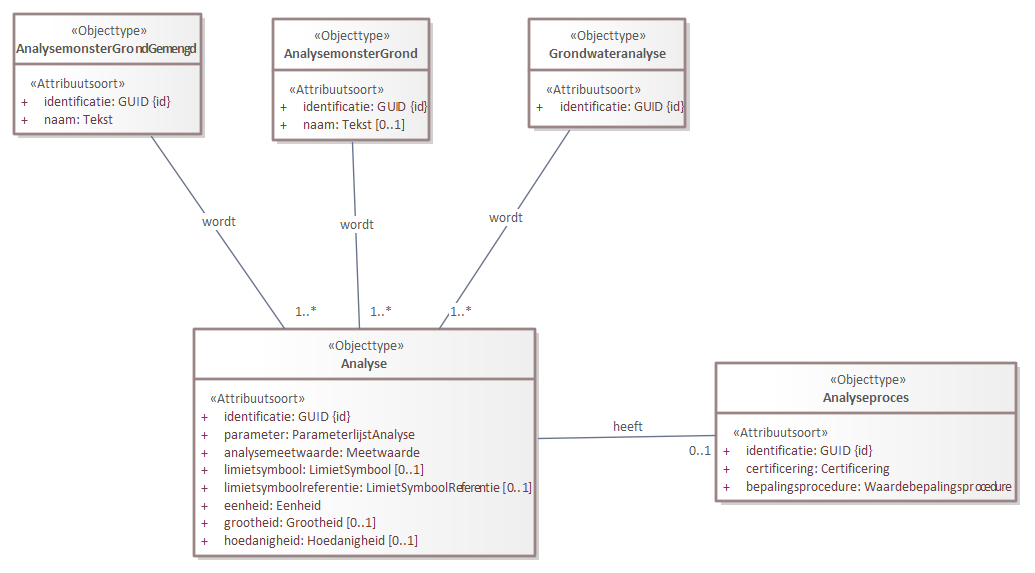 «Objecttype»
AnalysemonsterGrondGemengd
«Attribuutsoort»
+ identificatie: GUID {id}
+ naam: Tekst
«Objecttype»
AnalysemonsterGrond
«Attribuutsoort»
+ identificatie: GUID {id}
+ naam: Tekst [0..1]
«Objecttype»
Grondwateranalyse
«Attribuutsoort»
+ identificatie: GUID {id}
wordt
wordt
wordt
1..*
1..*
1..*
«Objecttype»
Analyse
«Attribuutsoort»
+ identificatie: GUID {id}
+ parameter: ParameterlijstAnalyse
+ analysemeetwaarde: Meetwaarde
+ limietsymbool: LimietSymbool [0..1]
+ limietsymboolreferentie: LimietSymboolReferentie [0..1]
+ eenheid: Eenheid
+ grootheid: Grootheid [0..1]
+ hoedanigheid: Hoedanigheid [0..1]
heeft
0..1
«Objecttype»
Analyseproces
«Attribuutsoort»
+ identificatie: GUID {id}
+ certificering: Certificering
+ bepalingsprocedure: Waardebepalingsprocedure